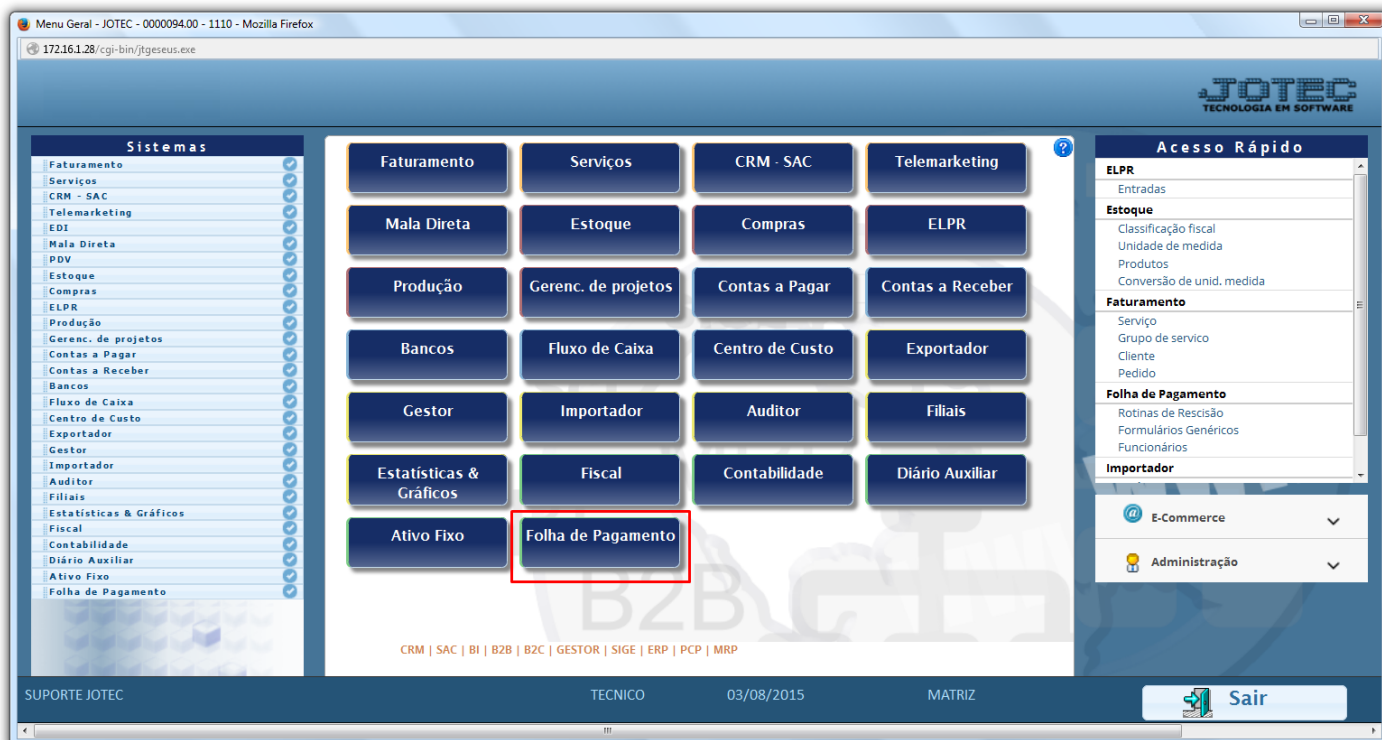 Menu Geral - JOTEC - 0000094.00 - 1110 - Mozilla Firefox
172.16.1.28/cgi-bin/jtgeseus.exe
JOTEC
TECNOLOGIA EM SOFTWARE
Sistemas
Faturamento
Serviços
CRM - SAC
Telemarketing
EDI
Mala Direta
PDV
Estoque
Compras
ELPR
Produção
Gerenc. de projetos
Contas a Pagar
Contas a Receber
Bancos
Fluxo de Caixa
Centro de Custo
Exportador
Gestor
Importador
Auditor
Filiais
Estatísticas & Gráficos
Fiscal
Contabilidade
Diário Auxiliar
Ativo Fixo
Folha de Pagamento
Faturamento
Serviços
CRM - SAC
Telemarketing
Mala Direta
Estoque
Compras
ELPR
Produção
Gerenc. de projetos
Contas a Pagar
Contas a Receber
Bancos
Fluxo de Caixa
Centro de Custo
Exportador
Gestor
Importador
Auditor
Filiais
Estatísticas &
Gráficos
Fiscal
Contabilidade
Diário Auxiliar
Ativo Fixo
Folha de Pagamento
B2B
CRM | SAC | BI | B2B | B2C | GESTOR | SIGE | ERP | PCP | MRP
Acesso Rápido
ELPR
Entradas
Estoque
Classificação fiscal
Unidade de medida
Produtos
Conversão de unid. medida
Faturamento
Serviço
Grupo de servico
Cliente
Pedido
Folha de Pagamento
Rotinas de Rescisão
Formulários Genéricos
Funcionários
Importador
E-Commerce
Administração
SUPORTE JOTEC
TECNICO
03/08/2015
MATRIZ
Sair